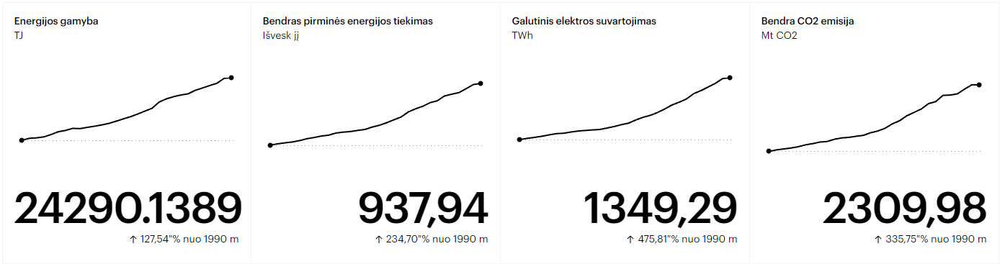 Energijos gamyba
TJ
24290.1389
↑ 127,54"% nuo 1990 m
Bendras pirminės energijos tiekimas
Išvesk jį
937,94
↑ 234,70"% nuo 1990 m
Galutinis elektros suvartojimas
TWh
1349,29
↑ 475,81"% nuo 1990 m
Bendra CO2 emisija
Mt CO2
2309,98
↑ 335,75"% nuo 1990 m